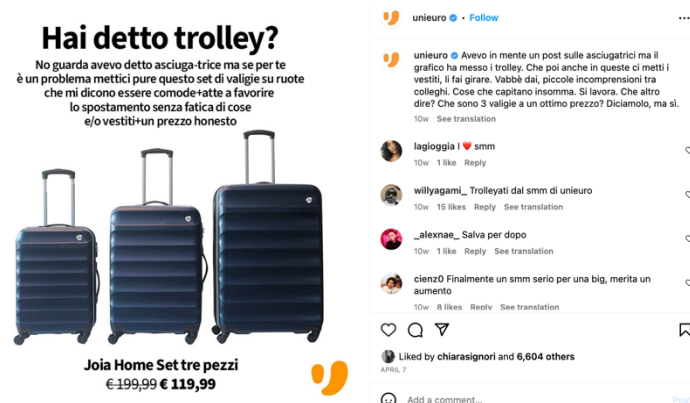 Hai detto trolley?
No guarda avevo detto asciuga-trice ma se per te
è un problema mettici pure questo set di valigie su ruote
che mi dicono essere comode+atte a favorire
lo spostamento senza fatica di cose
e/o vestiti+un prezzo honesto
Joia Home Set tre pezzi
€ 199,99 € 119,99
unieuro • Follow
unieuro Avevo in mente un post sulle asciugatrici ma il
grafico ha messo i trolley. Che poi anche in queste ci metti i
vestiti, li fai girare. Vabbè dai, piccole incomprensioni tra
colleghi. Cose che capitano insomma. Si lavora. Che altro
dire? Che sono 3 valigie a un ottimo prezzo? Diciamolo, ma sì.
10w See translation
lagioggia I ❤️ smm
10w 1 like Reply
willyagami_ Trolleyati dal smm di unieuro
10w 15 likes Reply See translation
_alexnae_ Salva per dopo
10w 1 like Reply See translation
cienz0 Finalmente un smm serio per una big, merita un
aumento
10w 8 likes Reply See translation
Liked by chiarasignori and 6,604 others
APRIL 7
Add a comment...
Post